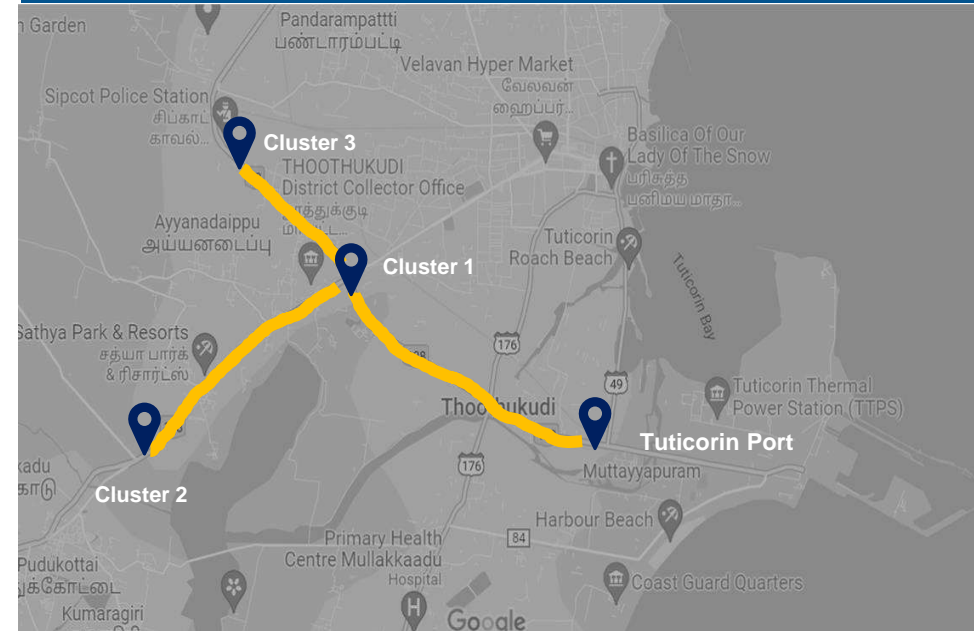 Garden
Pandarampattti
பண்டாரம்பட்டி
Velavan Hyper Market
வேலவன்
ஹைப்பர்...
Sipcot Police Station
சிப்காட்
காவல்...
Cluster 3
Basilica Of Our
Lady Of The Snow
பரிசுத்த
பனிமய மாதா...
THOOTHUKUDI
District Collector Office
Ayyanadaippu
அய்யனடைப்பு
Tuticorin
Roach Beach
Cluster 1
Tuticorin Bay
Sathya Park & Resorts
சத்யா பார்க்
& ரிசார்ட்ஸ்
176
49
Tuticorin Thermal
Power Station (TTPS)
Thoothukudi
Tuticorin Port
176
Muttayyapuram
Cluster 2
Harbour Beach
84
Primary Health
Centre Mullakkaadu
Hospital
H
Pudukottai
Coast Guard Quarters
Kumaragiri
Google